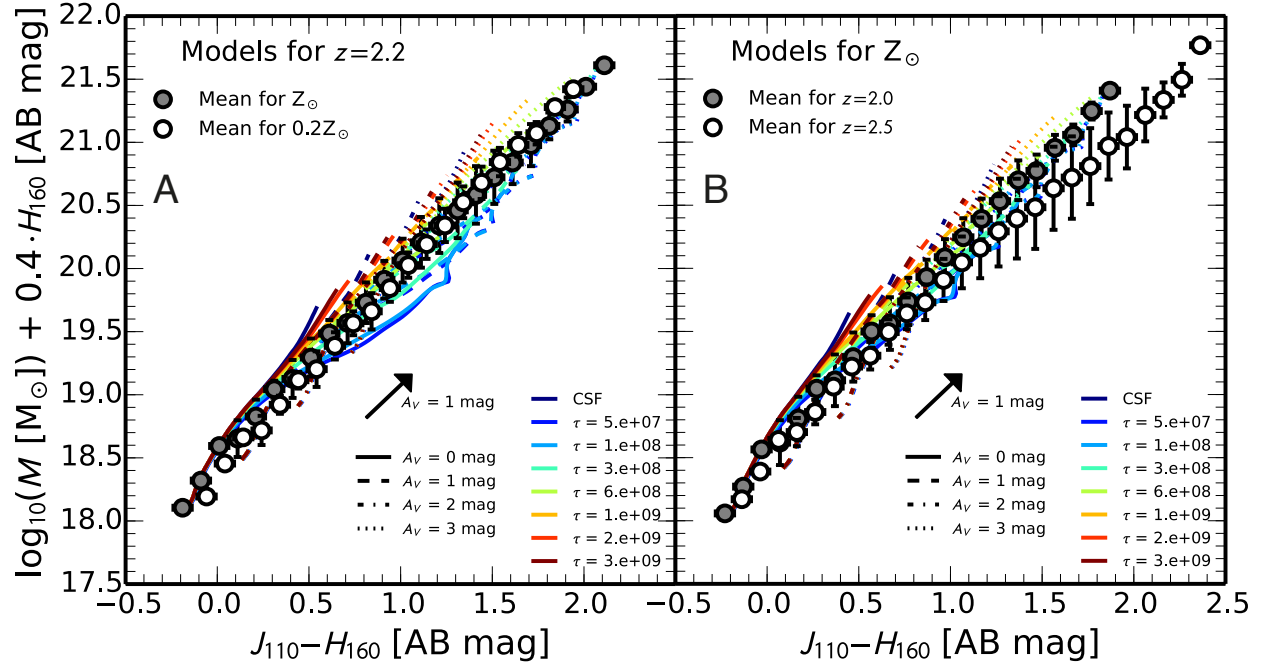 log₁₀(M [M☉]) + 0.4·H₁₆₀ [AB mag]
22.0
21.5
21.0
20.5
20.0
19.5
19.0
18.5
18.0
17.5
Models for z=2.2
Mean for Z☉
Mean for 0.2Z☉
A
A_V = 1 mag
A_V = 0 mag
A_V = 1 mag
A_V = 2 mag
A_V = 3 mag
CSF
τ = 5.e+07
τ = 1.e+08
τ = 3.e+08
τ = 6.e+08
τ = 1.e+09
τ = 2.e+09
τ = 3.e+09
−0.5 0.0 0.5 1.0 1.5 2.0
J₁₁₀−H₁₆₀ [AB mag]
Models for Z☉
Mean for z=2.0
Mean for z=2.5
B
A_V = 1 mag
A_V = 0 mag
A_V = 1 mag
A_V = 2 mag
A_V = 3 mag
CSF
τ = 5.e+07
τ = 1.e+08
τ = 3.e+08
τ = 6.e+08
τ = 1.e+09
τ = 2.e+09
τ = 3.e+09
−0.5 0.0 0.5 1.0 1.5 2.0 2.5
J₁₁₀−H₁₆₀ [AB mag]